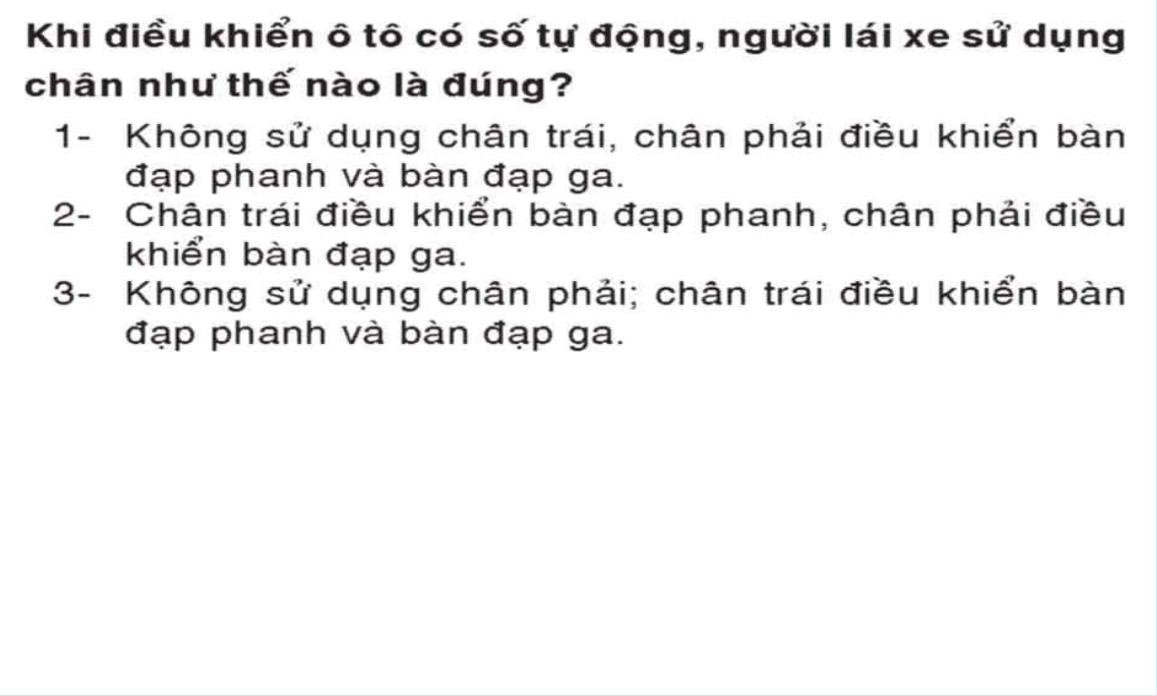 Khi điều khiển ô tô có số tự động, người lái xe sử dụng
chân như thế nào là đúng?
1- Không sử dụng chân trái, chân phải điều khiển bàn
đạp phanh và bàn đạp ga.
2- Chân trái điều khiển bàn đạp phanh, chân phải điều
khiển bàn đạp ga.
3- Không sử dụng chân phải; chân trái điều khiển bàn
đạp phanh và bàn đạp ga.